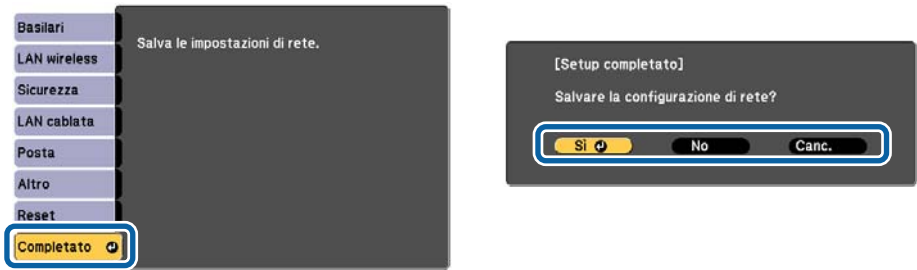 Basilari
LAN wireless
Sicurezza
LAN cablata
Posta
Altro
Reset
Completato
Salva le impostazioni di rete.
[Setup completato]
Salvare la configurazione di rete?
Sì No Canc.